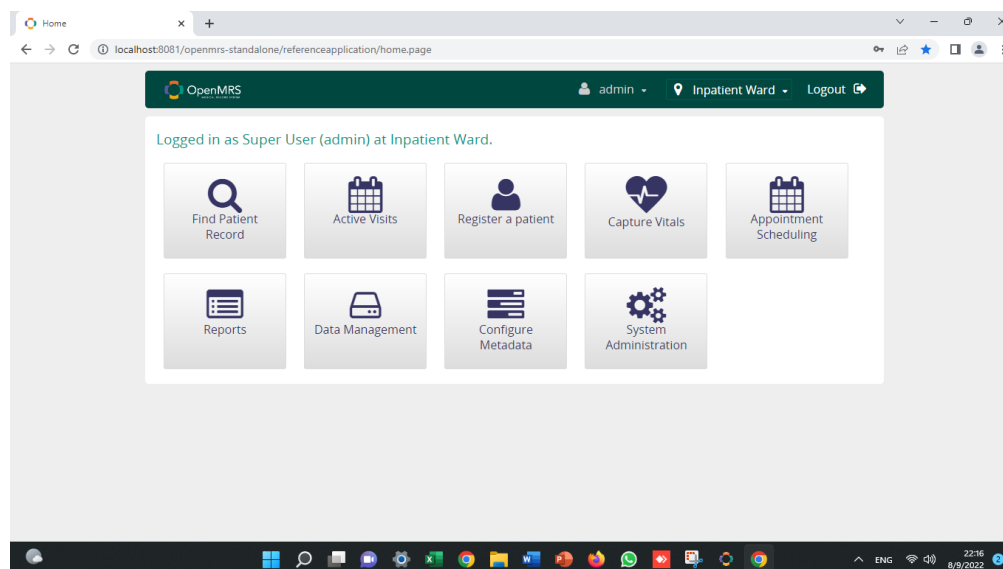 Home
localhost:8081/openmrs-standalone/referenceapplication/home.page
OpenMRS
admin
Inpatient Ward
Logout
Logged in as Super User (admin) at Inpatient Ward.
Find Patient
Record
Active Visits
Register a patient
Capture Vitals
Appointment
Scheduling
Reports
Data Management
Configure
Metadata
System
Administration
ENG
22:16
8/9/2022
2